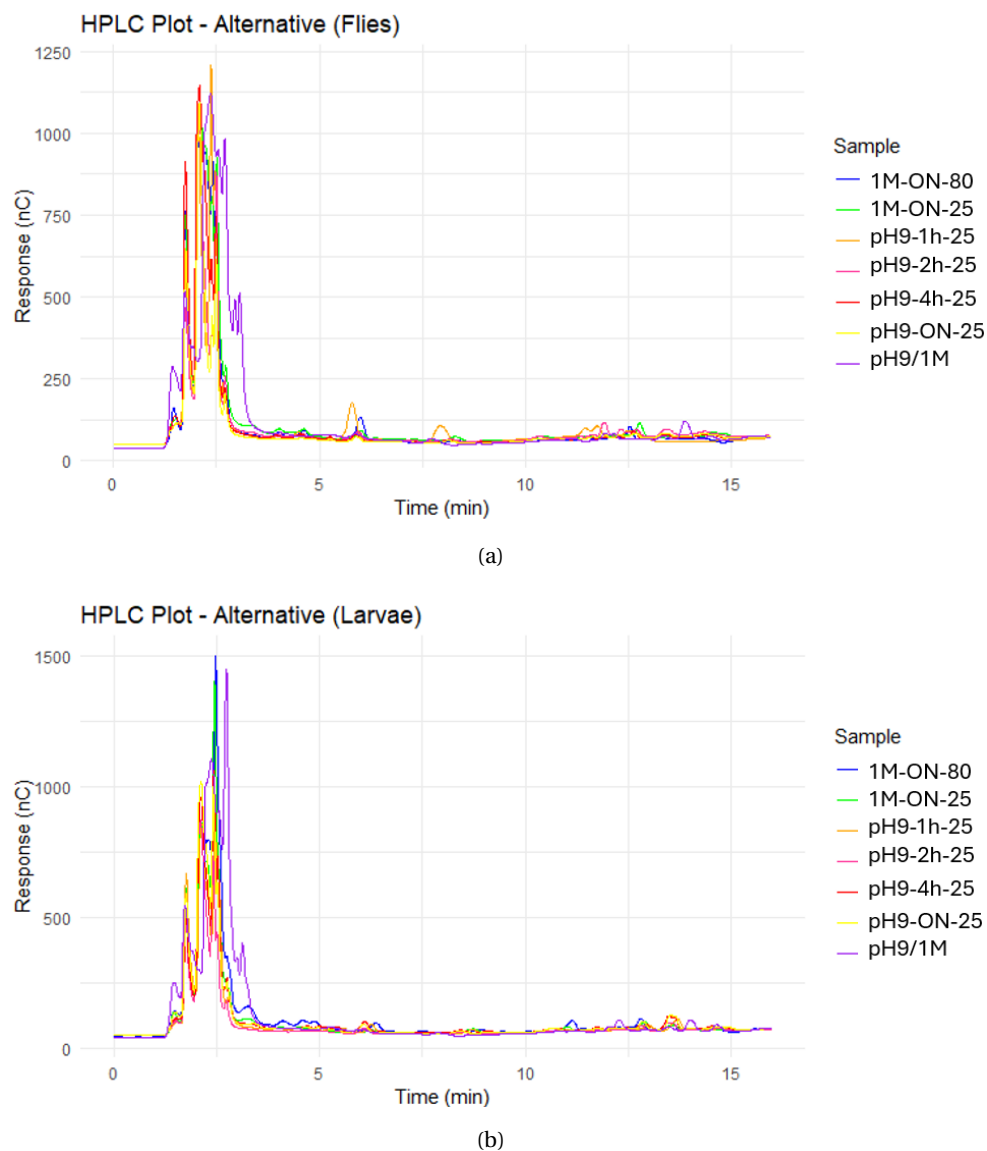 HPLC Plot - Alternative (Flies)
1250
1000
750
500
250
0
Response (nC)
0 5 10 15
Time (min)
Sample
1M-ON-80
1M-ON-25
pH9-1h-25
pH9-2h-25
pH9-4h-25
pH9-ON-25
pH9/1M
(a)
HPLC Plot - Alternative (Larvae)
1500
1000
500
0
Response (nC)
0 5 10 15
Time (min)
Sample
1M-ON-80
1M-ON-25
pH9-1h-25
pH9-2h-25
pH9-4h-25
pH9-ON-25
pH9/1M
(b)